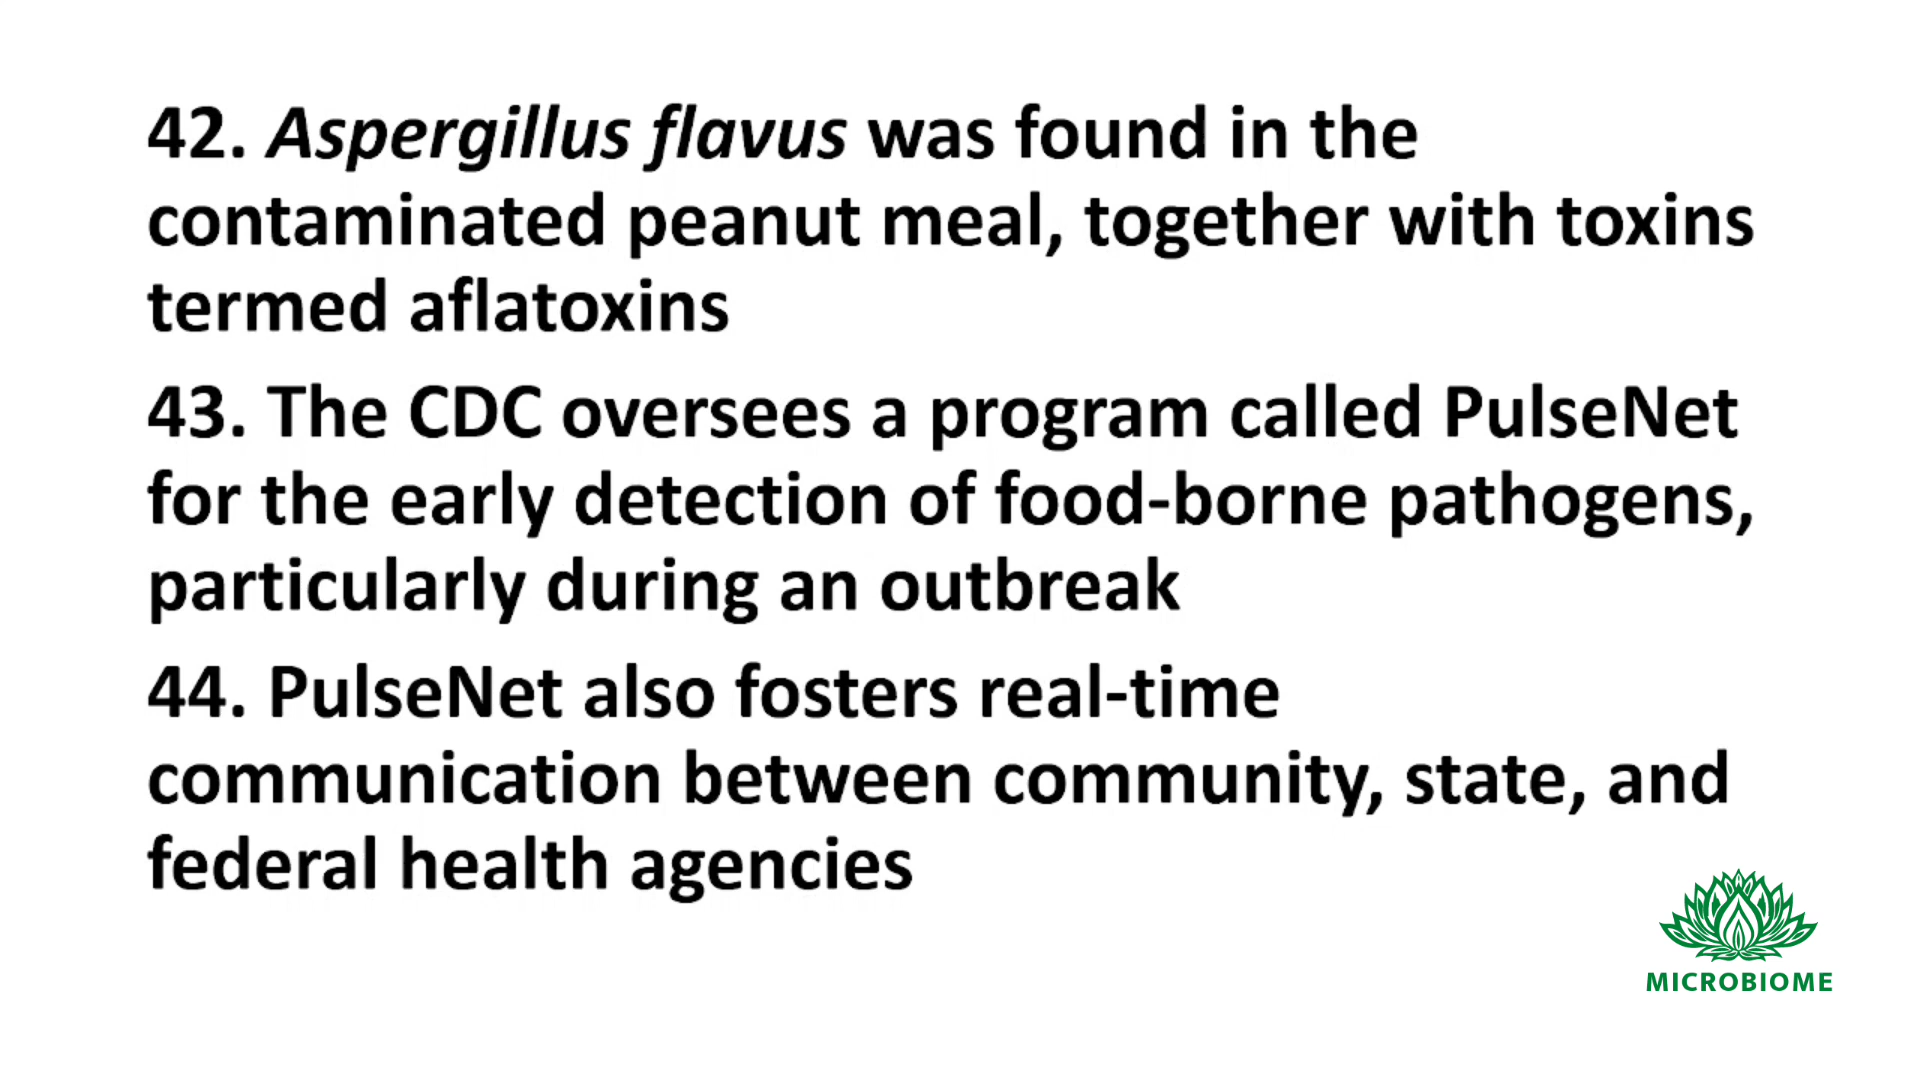 42. Aspergillus flavus was found in the
contaminated peanut meal, together with toxins
termed aflatoxins
43. The CDC oversees a program called PulseNet
for the early detection of food-borne pathogens,
particularly during an outbreak
44. PulseNet also fosters real-time
communication between community, state, and
federal health agencies
MICROBIOME